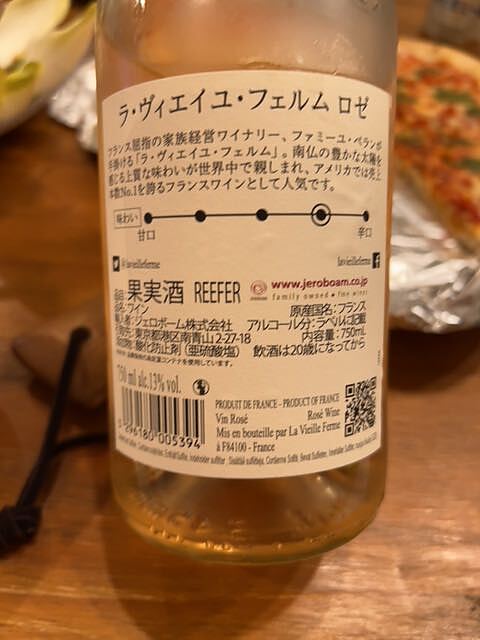 ラ・ヴィエイユ・フェルム ロゼ
フランス屈指の家族経営ワイナリー、ファミーユ・ペランが
手掛ける「ラ・ヴィエイユ・フェルム」。南仏の豊かな太陽を
感じる上質な味わいが世界中で親しまれ、アメリカでは売上
本数No.1を誇るフランスワインとして人気です。
味わい
甘口 辛口
@lavieilleferme lavieilleferme
品目 果実酒 REEFER www.jeroboam.co.jp
family owned ● fine wines
品名:ワイン 原産国名:フランス
ジェロボーム株式会社 アルコール分:ラベルに記載
東京都港区南青山2-27-18 内容量:750mL
酸化防止剤(亜硫酸塩) 飲酒は20歳になってから
750 ml alc.13% vol.
PRODUIT DE FRANCE - PRODUCT OF FRANCE
Vin Rosé Rosé Wine
Mis en bouteille par La Vieille Ferme
à F84100 - France
296180 005394